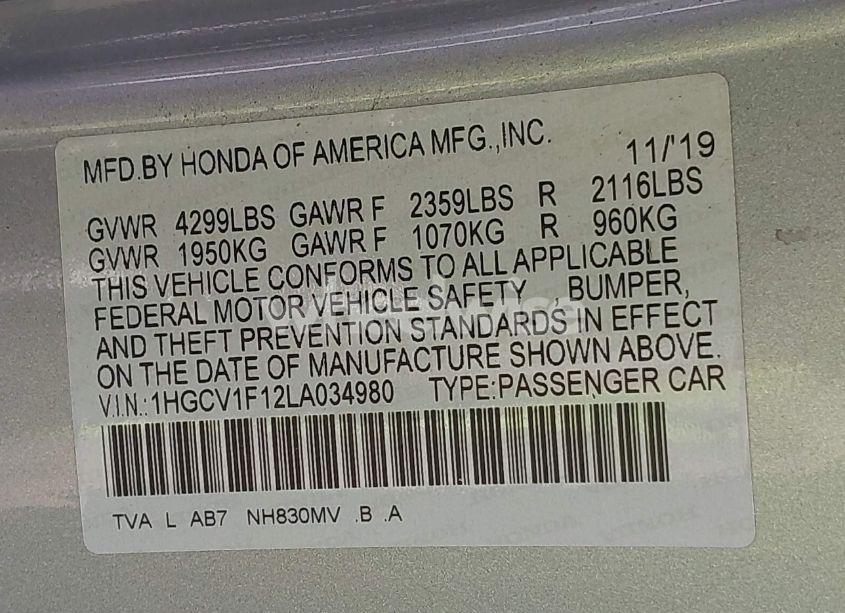 MFD.BY HONDA OF AMERICA MFG.,INC. 11/'19
GVWR 4299LBS GAWR F 2359LBS R 2116LBS
GVWR 1950KG GAWR F 1070KG R 960KG
THIS VEHICLE CONFORMS TO ALL APPLICABLE
FEDERAL MOTOR VEHICLE SAFETY , BUMPER,
AND THEFT PREVENTION STANDARDS IN EFFECT
ON THE DATE OF MANUFACTURE SHOWN ABOVE.
V.I.N.:1HGCV1F12LA034980 TYPE:PASSENGER CAR
TVA L AB7 NH830MV .B .A